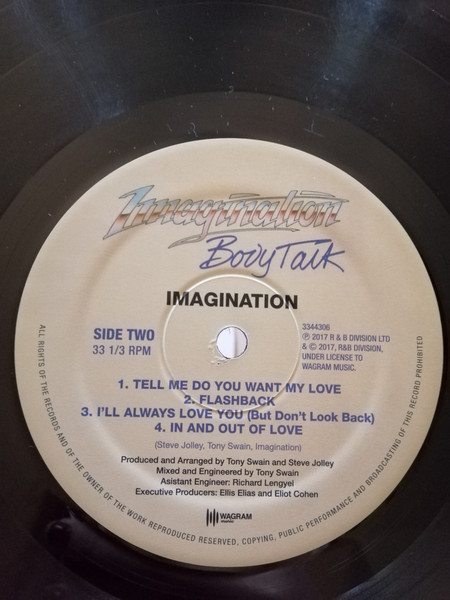 Imagination
Body Talk
IMAGINATION
SIDE TWO
33 1/3 RPM
3344306
℗ 2017 R & B DIVISION LTD
& © 2017, R&B DIVISION,
UNDER LICENSE TO
WAGRAM MUSIC.
1. TELL ME DO YOU WANT MY LOVE
2. FLASHBACK
3. I'LL ALWAYS LOVE YOU (But Don't Look Back)
4. IN AND OUT OF LOVE
(Steve Jolley, Tony Swain, Imagination)
Produced and Arranged by Tony Swain and Steve Jolley
Mixed and Engineered by Tony Swain
Asistant Engineer: Richard Lengyel
Executive Producers: Ellis Elias and Eliot Cohen
WAGRAM
ALL RIGHTS OF THE RECORDS AND OF THE OWNER OF THE WORK REPRODUCED RESERVED, COPYING, PUBLIC PERFORMANCE AND BROADCASTING OF THIS RECORD PROHIBITED